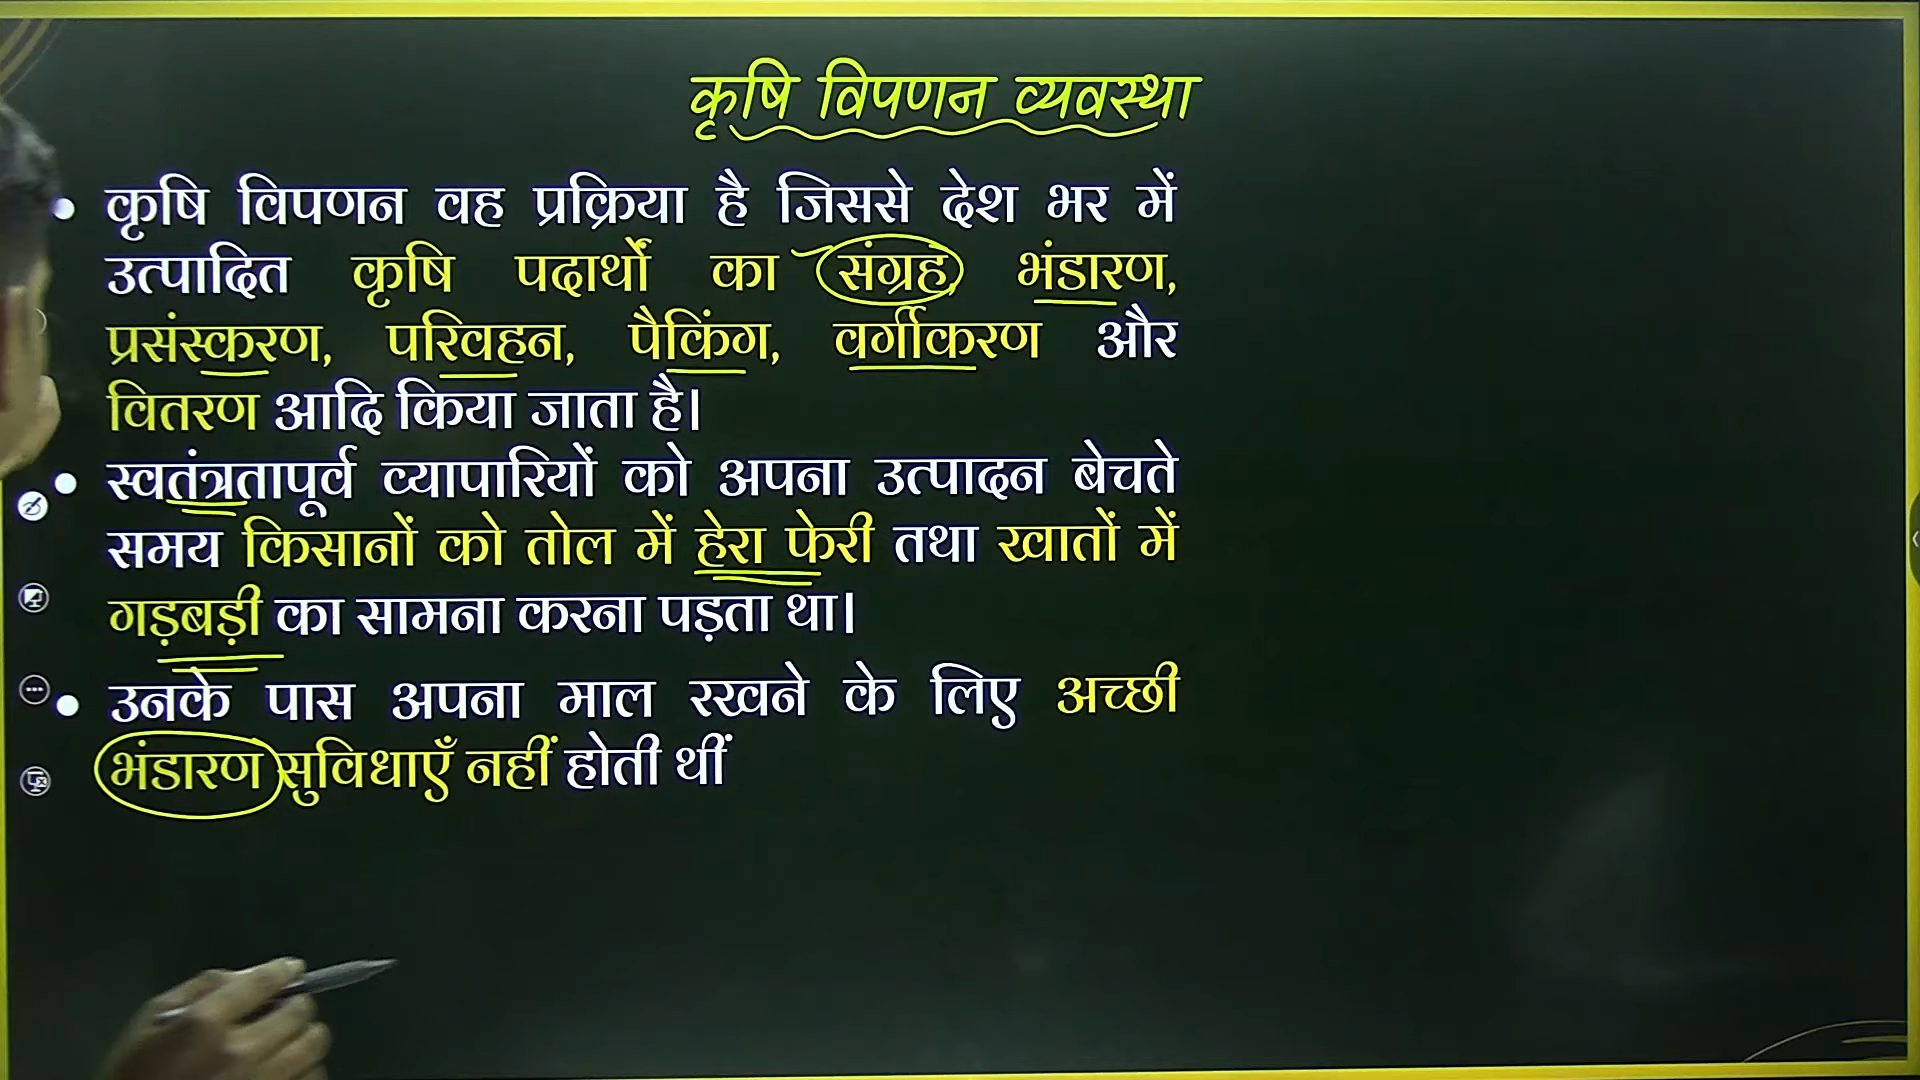 कृषि विपणन व्यवस्था
• कृषि विपणन वह प्रक्रिया है जिससे देश भर में
उत्पादित कृषि पदार्थों का संग्रह, भंडारण,
प्रसंस्करण, परिवहन, पैकिंग, वर्गीकरण और
वितरण आदि किया जाता है।
• स्वतंत्रतापूर्व व्यापारियों को अपना उत्पादन बेचते
समय किसानों को तोल में हेरा फेरी तथा खातों में
गड़बड़ी का सामना करना पड़ता था।
• उनके पास अपना माल रखने के लिए अच्छी
भंडारण सुविधाएँ नहीं होती थीं